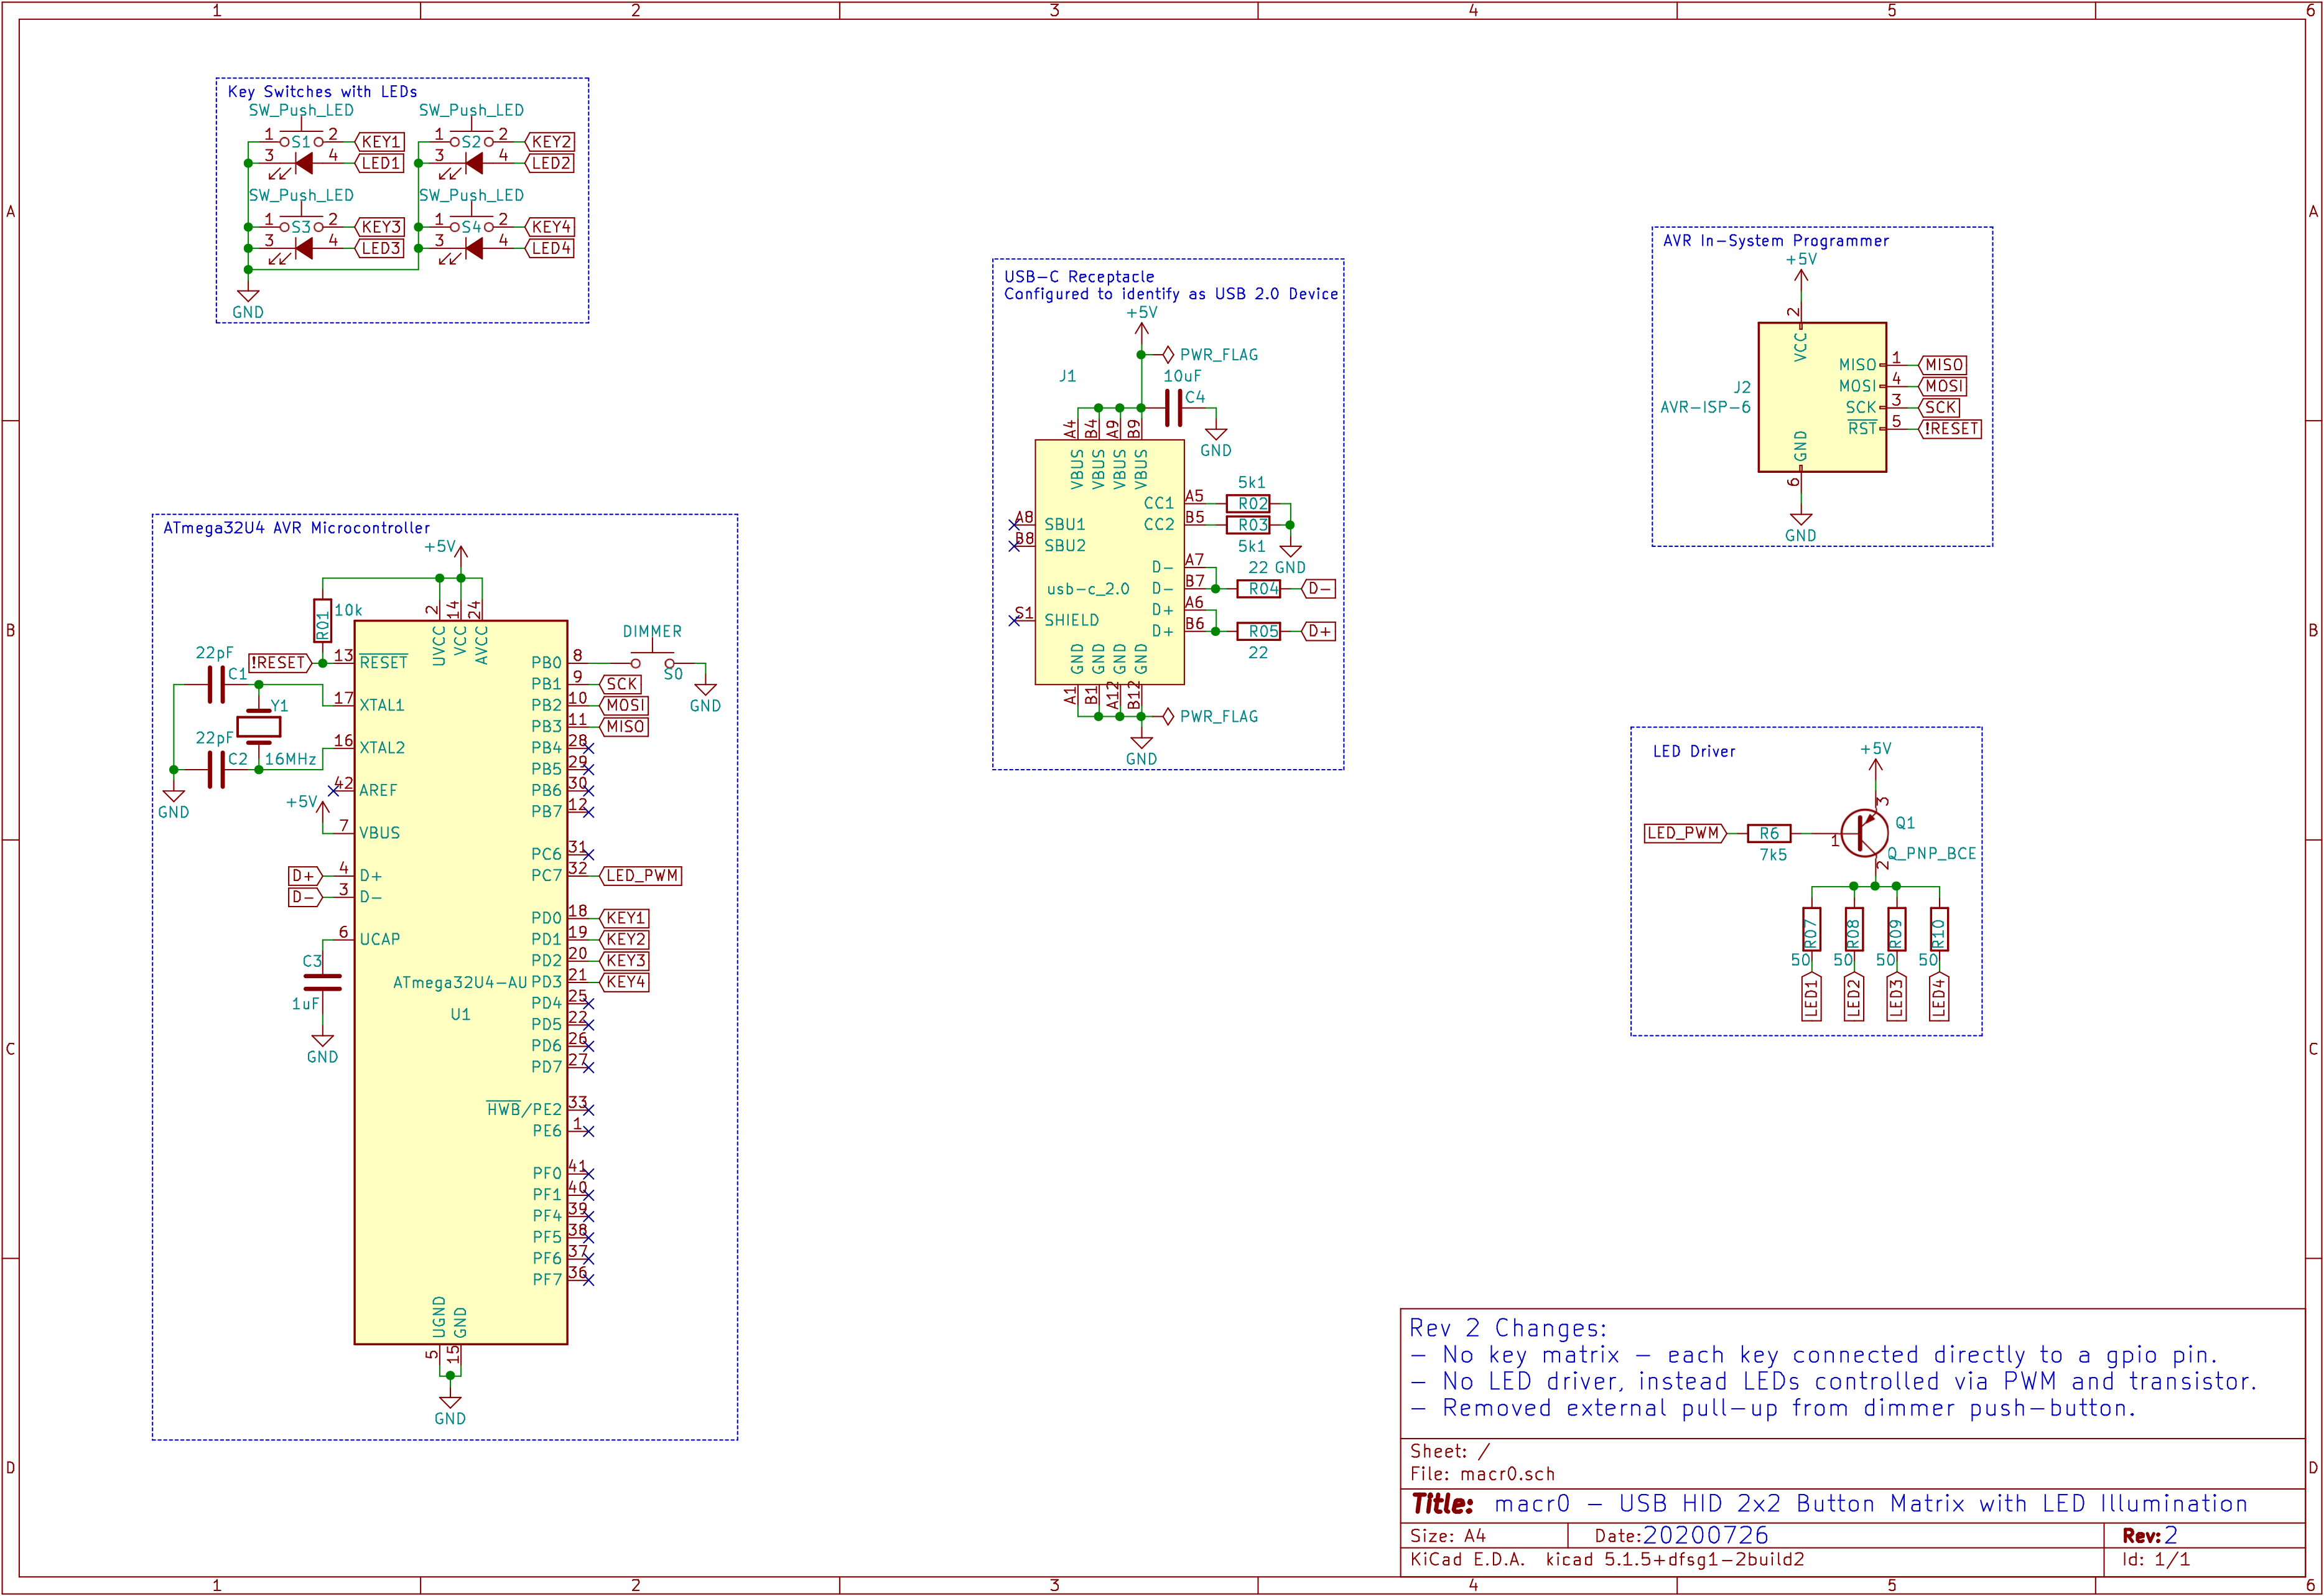 1 2 3 4 5 6
A
B
C
D
Key Switches with LEDs
SW_Push_LED SW_Push_LED
1 S1 2 KEY1 1 S2 2 KEY2
3 4 LED1 3 4 LED2
SW_Push_LED SW_Push_LED
1 S3 2 KEY3 1 S4 2 KEY4
3 4 LED3 3 4 LED4
GND
ATmega32U4 AVR Microcontroller
+5V
R01 10k
2 14 24
UVCC VCC AVCC
!RESET 13 RESET
22pF
C1
17 XTAL1
Y1
16MHz
16 XTAL2
22pF
C2
GND
42 AREF
+5V
7 VBUS
D+ 4 D+
D- 3 D-
6 UCAP
C3
1uF
GND
ATmega32U4-AU
U1
PB0 8 DIMMER S0 GND
PB1 9 SCK
PB2 10 MOSI
PB3 11 MISO
PB4 28
PB5 29
PB6 30
PB7 12
PC6 31
PC7 32 LED_PWM
PD0 18 KEY1
PD1 19 KEY2
PD2 20 KEY3
PD3 21 KEY4
PD4 25
PD5 22
PD6 26
PD7 27
HWB/PE2 33
PE6 1
PF0 41
PF1 40
PF4 39
PF5 38
PF6 37
PF7 36
UGND GND
5 15
GND
USB-C Receptacle
Configured to identify as USB 2.0 Device
+5V
PWR_FLAG
J1
10uF
C4
GND
A4 B4 A9 B9
VBUS VBUS VBUS VBUS
A8 SBU1
B8 SBU2
usb-c_2.0
S1 SHIELD
5k1
CC1 A5 R02
CC2 B5 R03
5k1
GND
D- A7 22
D- B7 R04 D-
D+ A6
D+ B6 R05 D+
22
GND GND GND GND
A1 B1 A12 B12
PWR_FLAG
GND
AVR In-System Programmer
+5V
2
VCC
J2
AVR-ISP-6
MISO 1 MISO
MOSI 4 MOSI
SCK 3 SCK
RST 5 !RESET
GND
6
GND
LED Driver
+5V
3
LED_PWM R6 1 Q1
7k5
Q_PNP_BCE
2
R07 R08 R09 R10
50 50 50 50
LED1 LED2 LED3 LED4
Rev 2 Changes:
- No key matrix - each key connected directly to a gpio pin.
- No LED driver, instead LEDs controlled via PWM and transistor.
- Removed external pull-up from dimmer push-button.
Sheet: /
File: macr0.sch
Title: macr0 - USB HID 2x2 Button Matrix with LED Illumination
Size: A4 Date: 20200726 Rev: 2
KiCad E.D.A. kicad 5.1.5+dfsg1-2build2 Id: 1/1
A
B
C
D
1 2 3 4 5 6